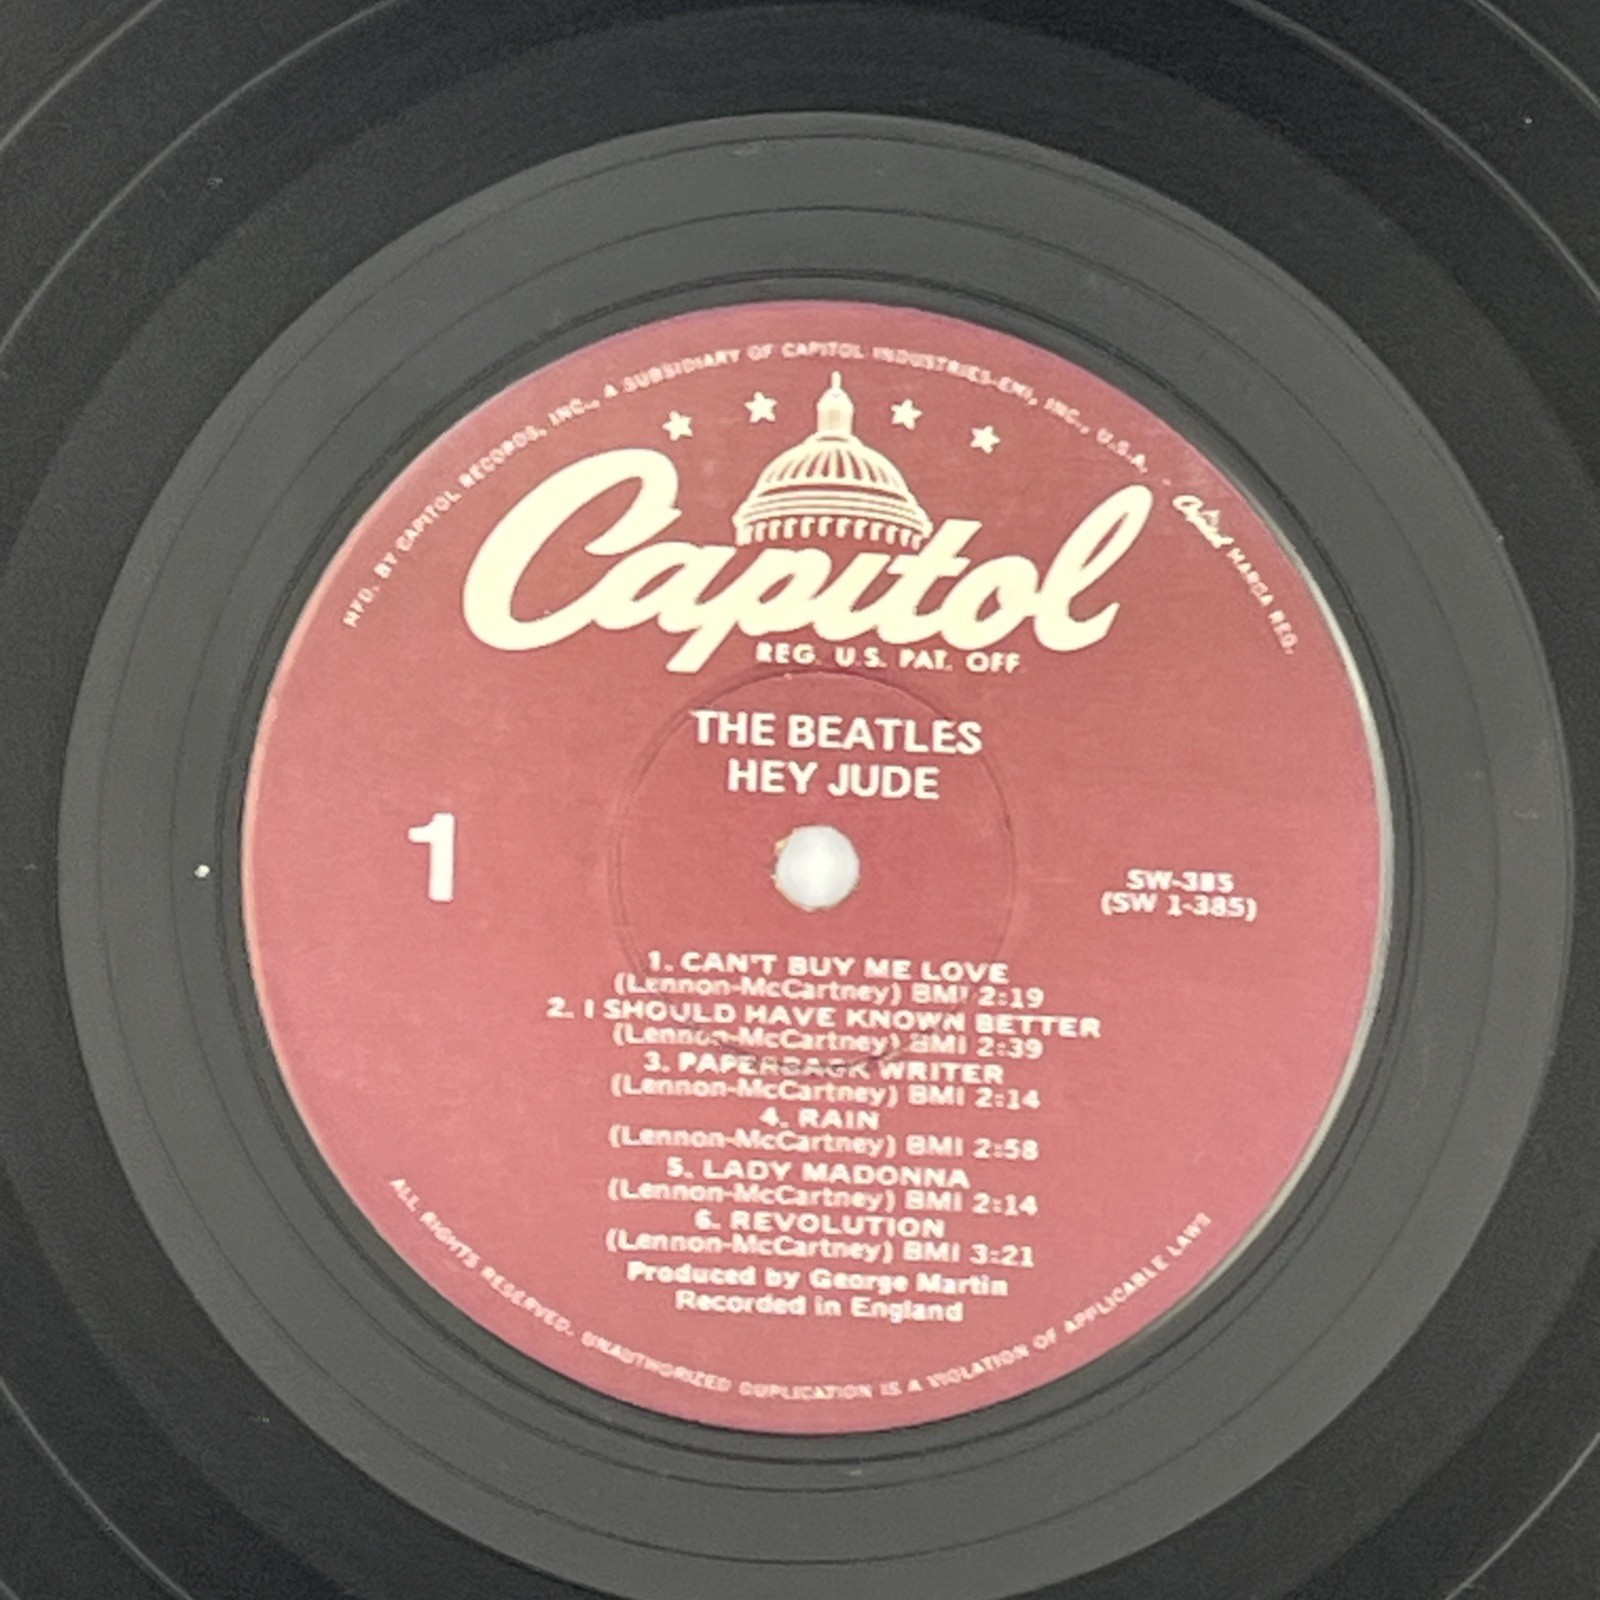 MFD. BY CAPITOL RECORDS, INC., A SUBSIDIARY OF CAPITOL INDUSTRIES-EMI, INC., U.S.A.
Capitol MARCA REG.
Capitol
REG. U.S. PAT. OFF.
THE BEATLES
HEY JUDE
1
SW-385
(SW 1-385)
1. CAN'T BUY ME LOVE
(Lennon-McCartney) BMI 2:19
2. I SHOULD HAVE KNOWN BETTER
(Lennon-McCartney) BMI 2:39
3. PAPERBACK WRITER
(Lennon-McCartney) BMI 2:14
4. RAIN
(Lennon-McCartney) BMI 2:58
5. LADY MADONNA
(Lennon-McCartney) BMI 2:14
6. REVOLUTION
(Lennon-McCartney) BMI 3:21
Produced by George Martin
Recorded in England
ALL RIGHTS RESERVED. UNAUTHORIZED DUPLICATION IS A VIOLATION OF APPLICABLE LAWS